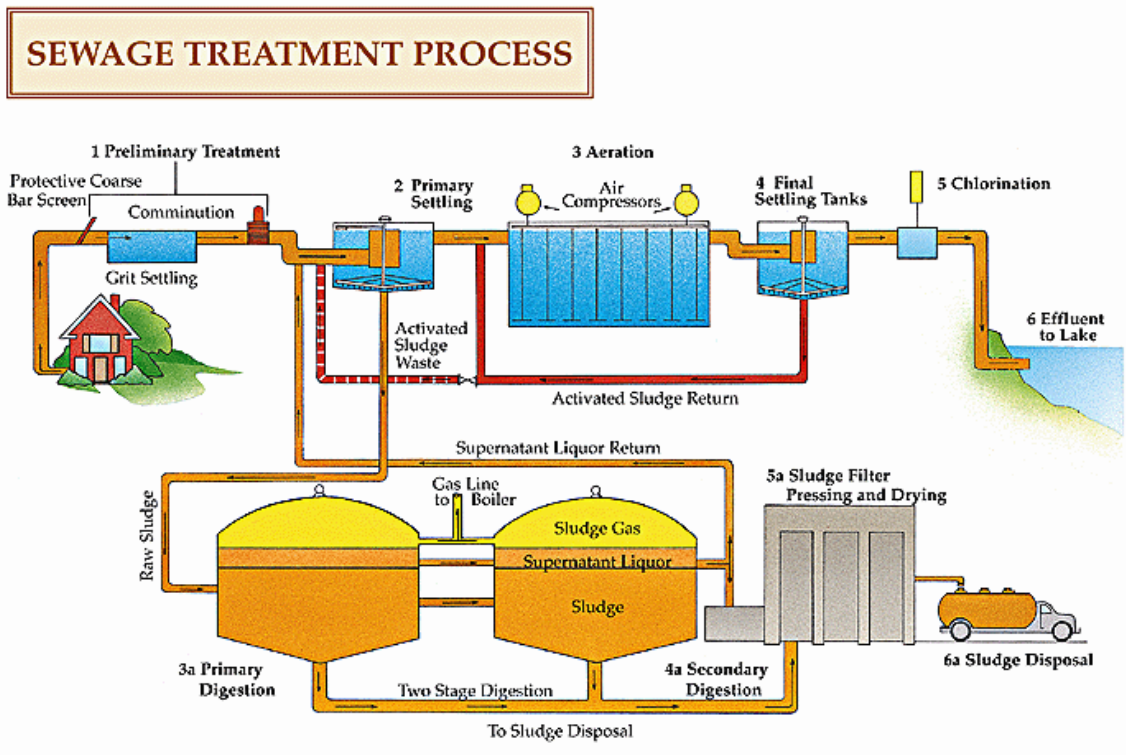 SEWAGE TREATMENT PROCESS
1 Preliminary Treatment
Protective Coarse
Bar Screen
Comminution
Grit Settling
2 Primary
Settling
3 Aeration
Air
Compressors
4 Final
Settling Tanks
5 Chlorination
6 Effluent
to Lake
Activated
Sludge
Waste
Activated Sludge Return
Supernatant Liquor Return
Raw Sludge
Gas Line
to Boiler
Sludge Gas
Supernatant Liquor
Sludge
5a Sludge Filter
Pressing and Drying
3a Primary
Digestion
Two Stage Digestion
4a Secondary
Digestion
6a Sludge Disposal
To Sludge Disposal